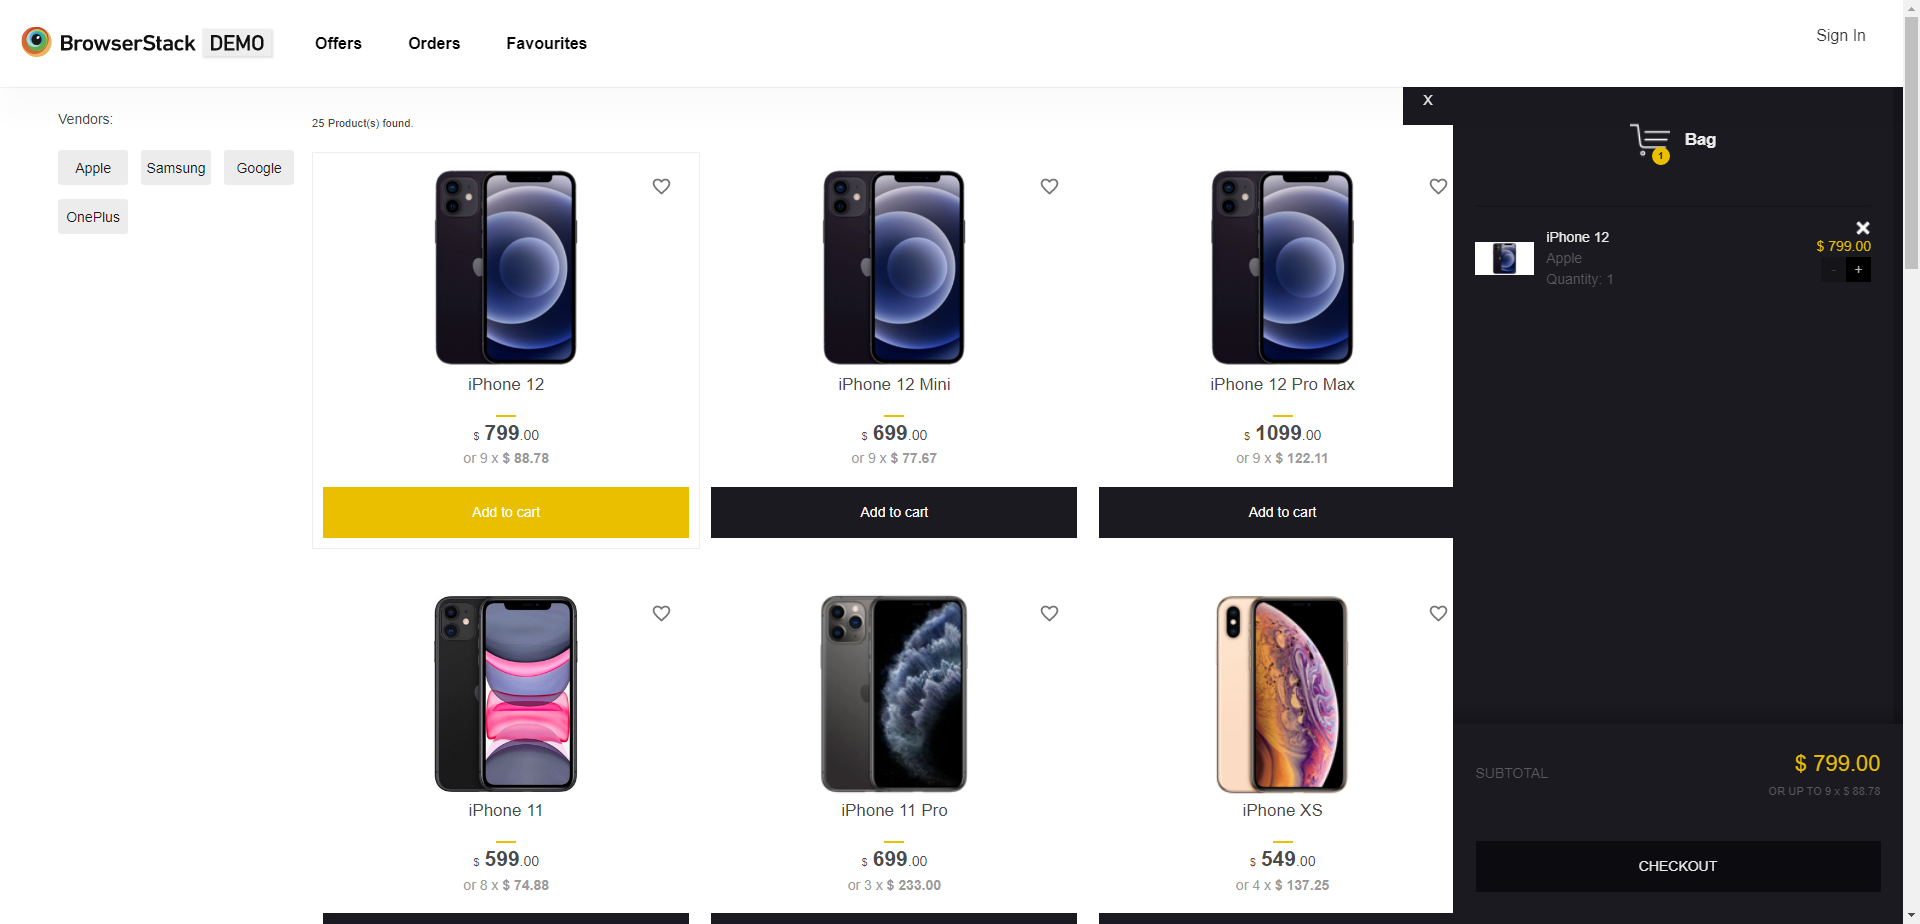 BrowserStack DEMO
Offers
Orders
Favourites
Sign In
Vendors:
Apple
Samsung
Google
OnePlus
25 Product(s) found.
iPhone 12
$ 799.00
or 9 x $ 88.78
Add to cart
iPhone 12 Mini
$ 699.00
or 9 x $ 77.67
Add to cart
iPhone 12 Pro Max
$ 1099.00
or 9 x $ 122.11
Add to cart
iPhone 11
$ 599.00
or 8 x $ 74.88
iPhone 11 Pro
$ 699.00
or 3 x $ 233.00
iPhone XS
$ 549.00
or 4 x $ 137.25
X
1
Bag
iPhone 12
Apple
Quantity: 1
$ 799.00
- +
SUBTOTAL
$ 799.00
OR UP TO 9 x $ 88.78
CHECKOUT